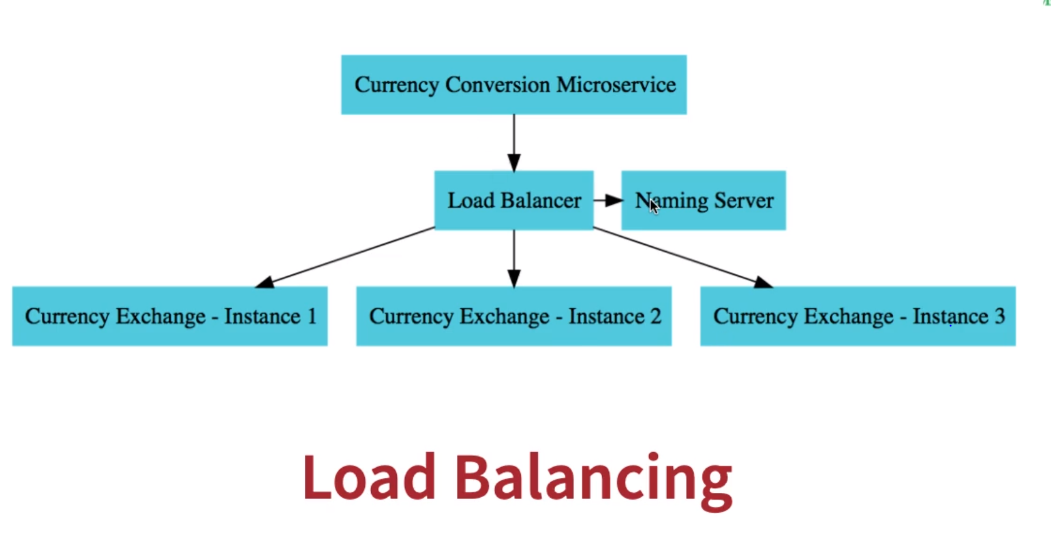 Currency Conversion Microservice
Load Balancer
Naming Server
Currency Exchange - Instance 1
Currency Exchange - Instance 2
Currency Exchange - Instance 3
Load Balancing